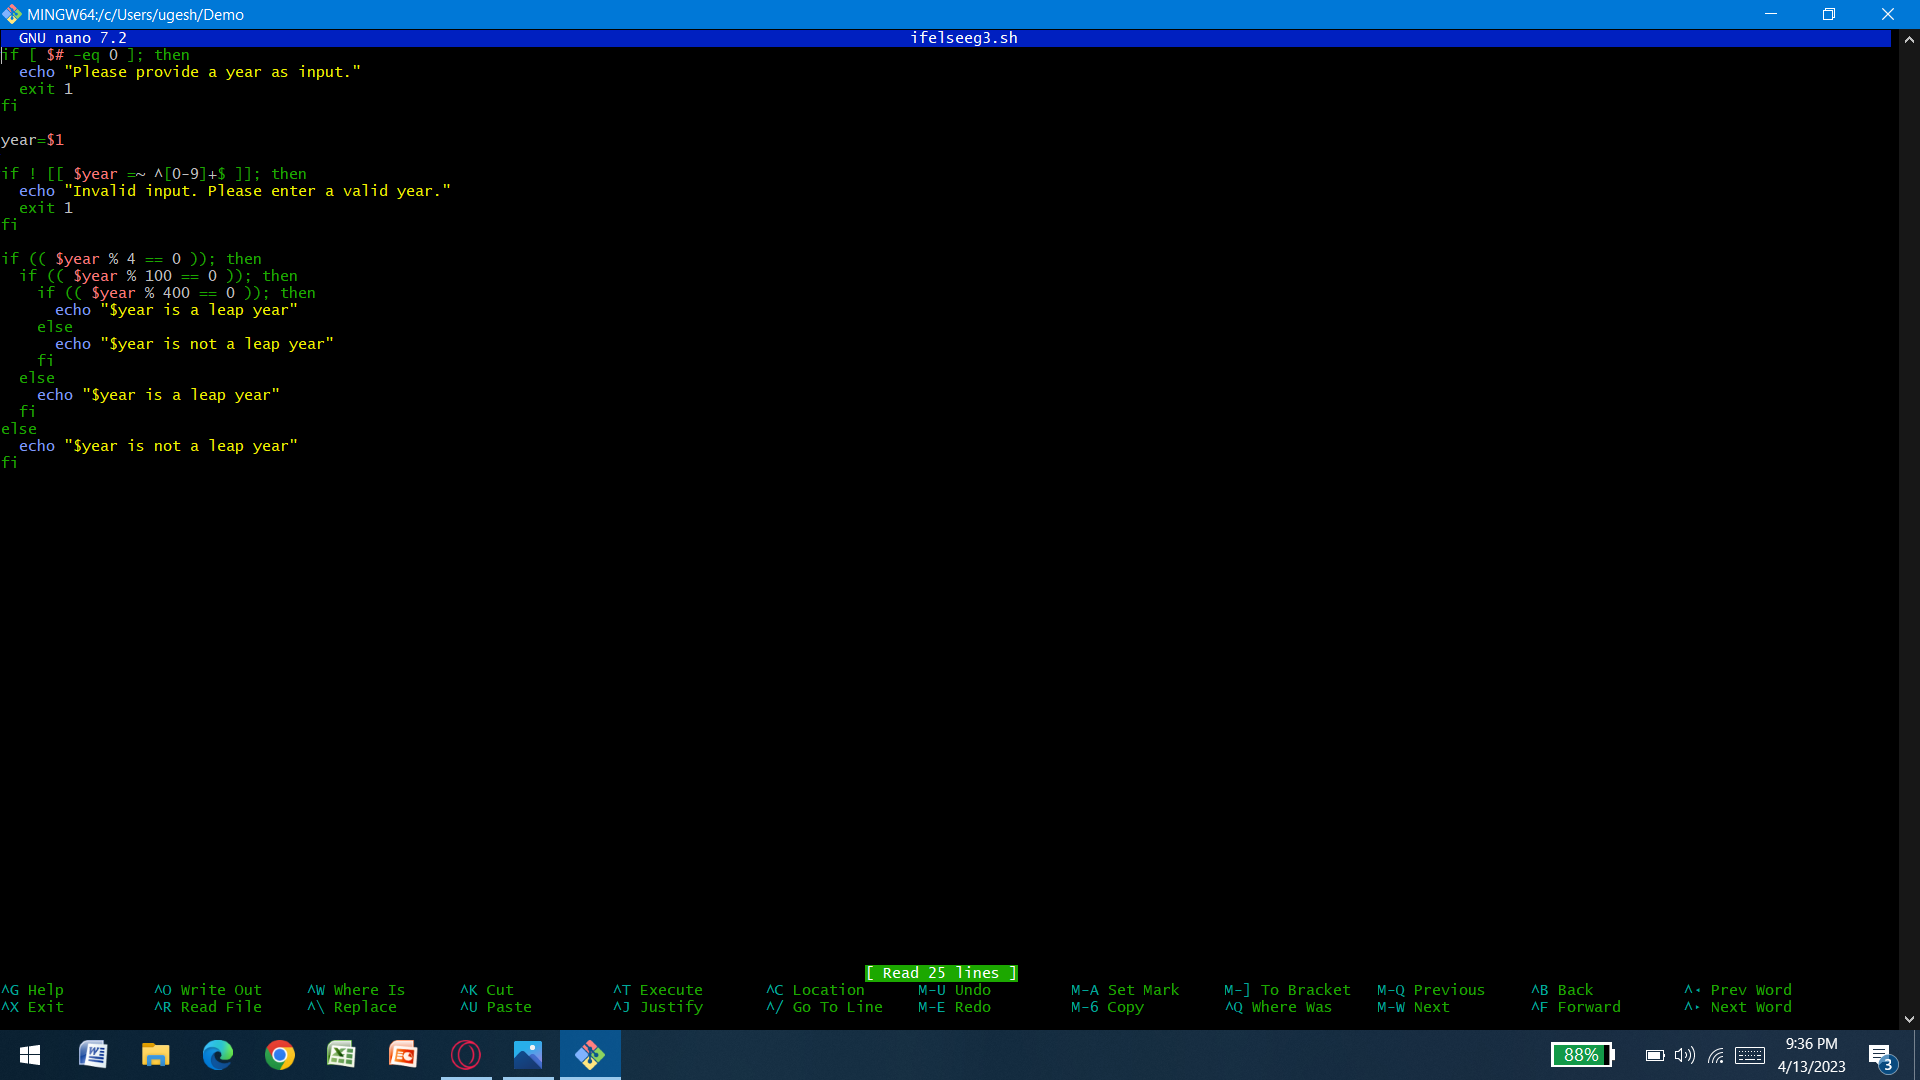 MINGW64:/c/Users/ugesh/Demo
GNU nano 7.2 ifelseeg3.sh
if [ $# -eq 0 ]; then
  echo "Please provide a year as input."
  exit 1
fi

year=$1

if ! [[ $year =~ ^[0-9]+$ ]]; then
  echo "Invalid input. Please enter a valid year."
  exit 1
fi

if (( $year % 4 == 0 )); then
  if (( $year % 100 == 0 )); then
    if (( $year % 400 == 0 )); then
      echo "$year is a leap year"
    else
      echo "$year is not a leap year"
    fi
  else
    echo "$year is a leap year"
  fi
else
  echo "$year is not a leap year"
fi
[ Read 25 lines ]
^G Help ^O Write Out ^W Where Is ^K Cut ^T Execute ^C Location M-U Undo M-A Set Mark M-] To Bracket M-Q Previous ^B Back ^◂ Prev Word
^X Exit ^R Read File ^\ Replace ^U Paste ^J Justify ^/ Go To Line M-E Redo M-6 Copy ^Q Where Was M-W Next ^F Forward ^▸ Next Word
88%
9:36 PM
4/13/2023
3